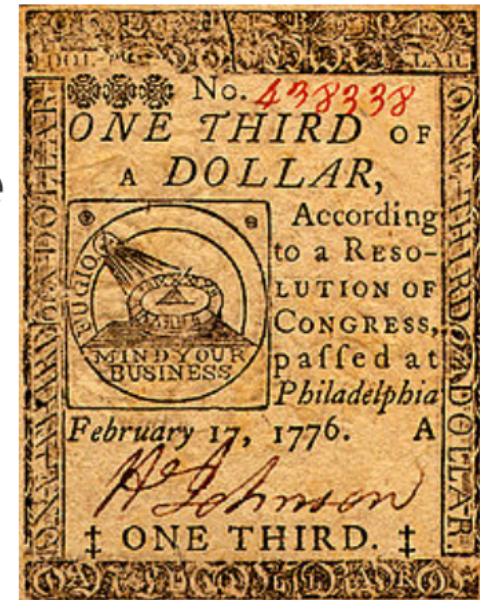 No. 438338
ONE THIRD OF
A DOLLAR,
According
to a RESO-
LUTION OF
CONGRESS,
paſſed at
Philadelphia
February 17, 1776. A
FUGIO
MIND YOUR
BUSINESS
H Johnson
‡ ONE THIRD. ‡